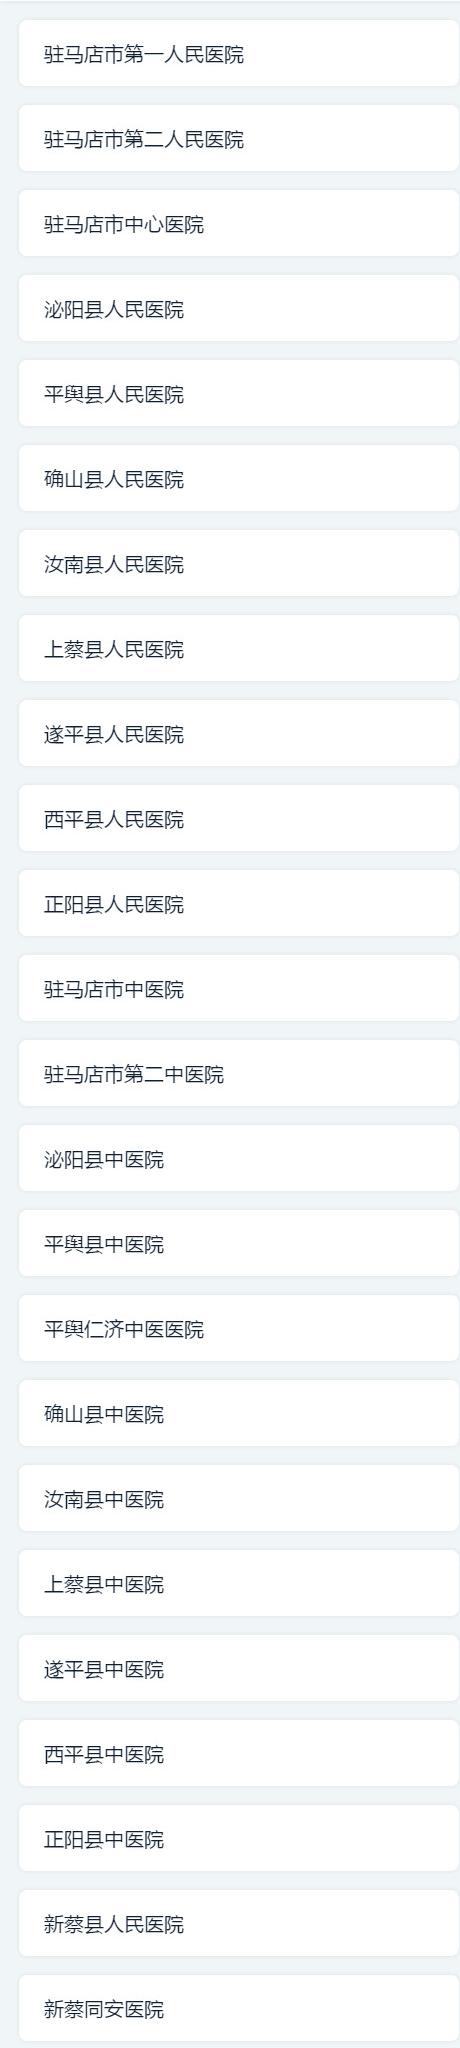 驻马店市第一人民医院
驻马店市第二人民医院
驻马店市中心医院
泌阳县人民医院
平舆县人民医院
确山县人民医院
汝南县人民医院
上蔡县人民医院
遂平县人民医院
西平县人民医院
正阳县人民医院
驻马店市中医院
驻马店市第二中医院
泌阳县中医院
平舆县中医院
平舆仁济中医医院
确山县中医院
汝南县中医院
上蔡县中医院
遂平县中医院
西平县中医院
正阳县中医院
新蔡县人民医院
新蔡同安医院